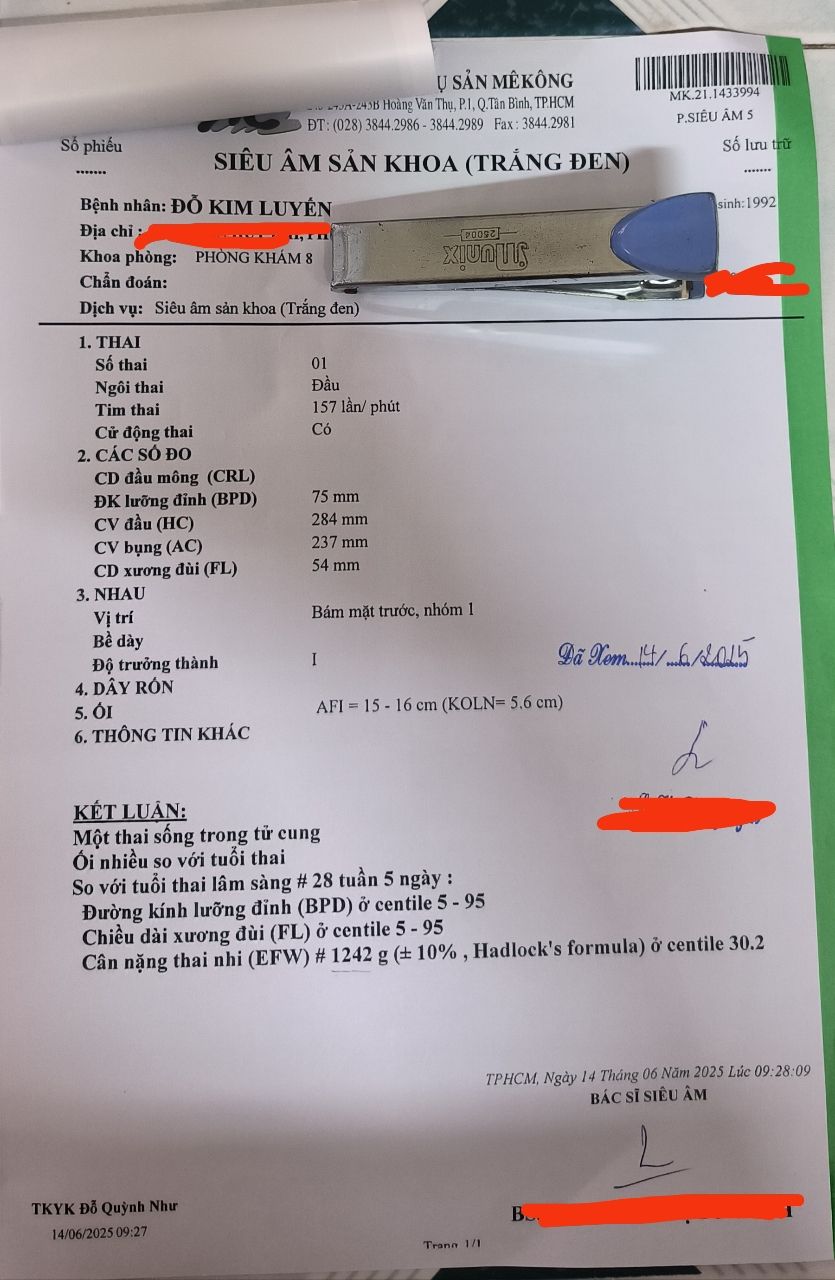 Ụ SẢN MÊKÔNG
243A-243B Hoàng Văn Thụ, P.1, Q.Tân Bình, TP.HCM
ĐT: (028) 3844.2986 - 3844.2989 Fax: 3844.2981
MK.21.1433994
P.SIÊU ÂM 5
Số phiếu
.......
SIÊU ÂM SẢN KHOA (TRẮNG ĐEN)
Số lưu trữ
.......
Bệnh nhân: ĐỖ KIM LUYẾN
sinh:1992
Địa chỉ :
Khoa phòng: PHÒNG KHÁM 8
Chẩn đoán:
Dịch vụ: Siêu âm sản khoa (Trắng đen)
Munix
2500
1. THAI
Số thai 01
Ngôi thai Đầu
Tim thai 157 lần/ phút
Cử động thai Có
2. CÁC SỐ ĐO
CD đầu mông (CRL)
ĐK lưỡng đỉnh (BPD) 75 mm
CV đầu (HC) 284 mm
CV bụng (AC) 237 mm
CD xương đùi (FL) 54 mm
3. NHAU
Vị trí Bám mặt trước, nhóm 1
Bề dày
Độ trưởng thành I
Đã Xem...14/...6/2015
4. DÂY RỐN
5. ỐI AFI = 15 - 16 cm (KOLN= 5.6 cm)
6. THÔNG TIN KHÁC
KẾT LUẬN:
Một thai sống trong tử cung
Ối nhiều so với tuổi thai
So với tuổi thai lâm sàng # 28 tuần 5 ngày :
Đường kính lưỡng đỉnh (BPD) ở centile 5 - 95
Chiều dài xương đùi (FL) ở centile 5 - 95
Cân nặng thai nhi (EFW) # 1242 g (± 10% , Hadlock's formula) ở centile 30.2
TPHCM, Ngày 14 Tháng 06 Năm 2025 Lúc 09:28:09
BÁC SĨ SIÊU ÂM
TKYK Đỗ Quỳnh Như
14/06/2025 09:27
BS.
Trang 1/1